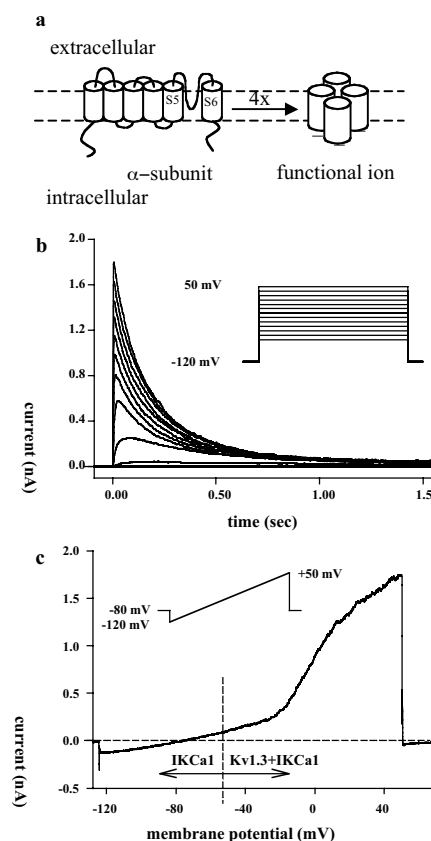 a
extracellular
S5
S6
4x
α−subunit
functional ion
intracellular
b
2.0
1.6
1.2
0.8
0.4
0.0
current (nA)
50 mV
-120 mV
0.00
0.50
1.00
1.5
time (sec)
c
2.0
1.5
1.0
0.5
0.0
-0.5
current (nA)
+50 mV
-80 mV
-120 mV
IKCa1
Kv1.3+IKCa1
-120
-80
-40
0
40
membrane potential (mV)